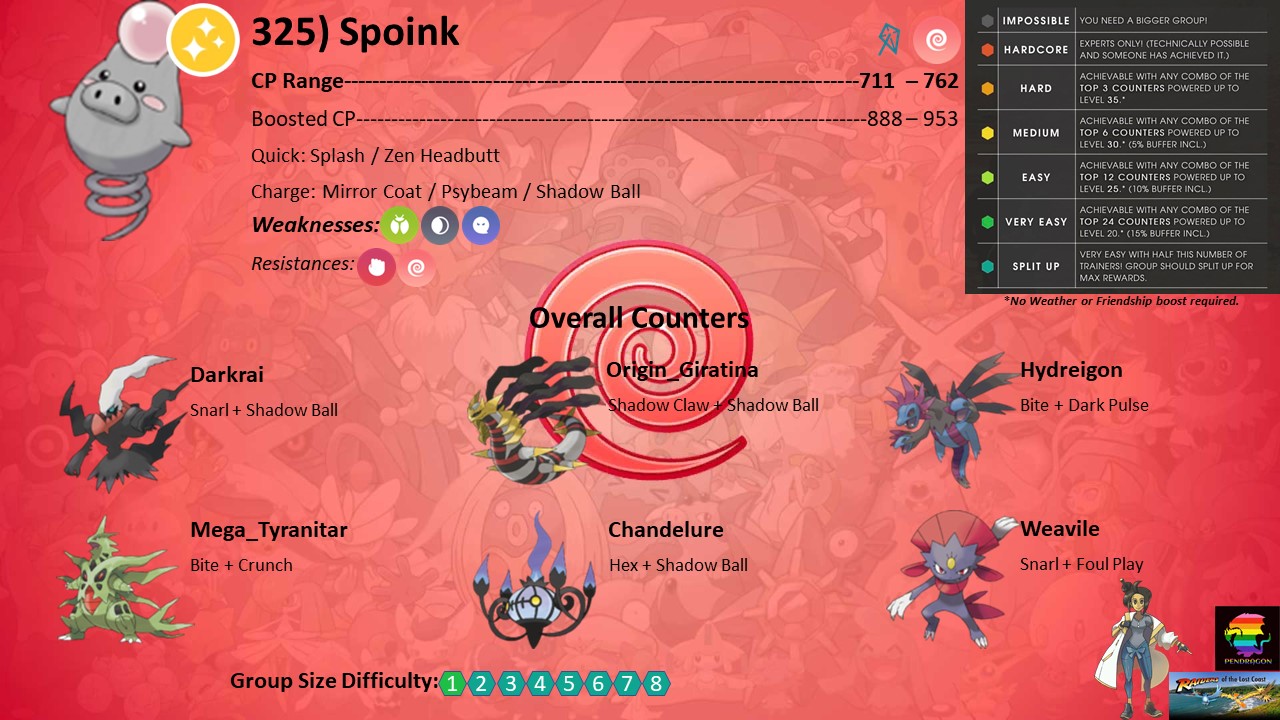 325) Spoink
CP Range---711 – 762
Boosted CP---888 – 953
Quick: Splash / Zen Headbutt
Charge: Mirror Coat / Psybeam / Shadow Ball
Weaknesses:
Resistances:
IMPOSSIBLE YOU NEED A BIGGER GROUP!
HARDCORE EXPERTS ONLY! (TECHNICALLY POSSIBLE
AND SOMEONE HAS ACHIEVED IT.)
HARD ACHIEVABLE WITH ANY COMBO OF THE
TOP 3 COUNTERS POWERED UP TO
LEVEL 35.*
MEDIUM ACHIEVABLE WITH ANY COMBO OF THE
TOP 6 COUNTERS POWERED UP TO
LEVEL 30.* (5% BUFFER INCL.)
EASY ACHIEVABLE WITH ANY COMBO OF THE
TOP 12 COUNTERS POWERED UP TO
LEVEL 25.* (10% BUFFER INCL.)
VERY EASY ACHIEVABLE WITH ANY COMBO OF THE
TOP 24 COUNTERS POWERED UP TO
LEVEL 20.* (15% BUFFER INCL.)
SPLIT UP VERY EASY WITH HALF THIS NUMBER OF
TRAINERS! GROUP SHOULD SPLIT UP FOR
MAX REWARDS.
*No Weather or Friendship boost required.
Overall Counters
Darkrai
Snarl + Shadow Ball
Origin_Giratina
Shadow Claw + Shadow Ball
Hydreigon
Bite + Dark Pulse
Mega_Tyranitar
Bite + Crunch
Chandelure
Hex + Shadow Ball
Weavile
Snarl + Foul Play
Group Size Difficulty: 1 2 3 4 5 6 7 8
PENDRAGON
RAIDERS of the Lost Coast